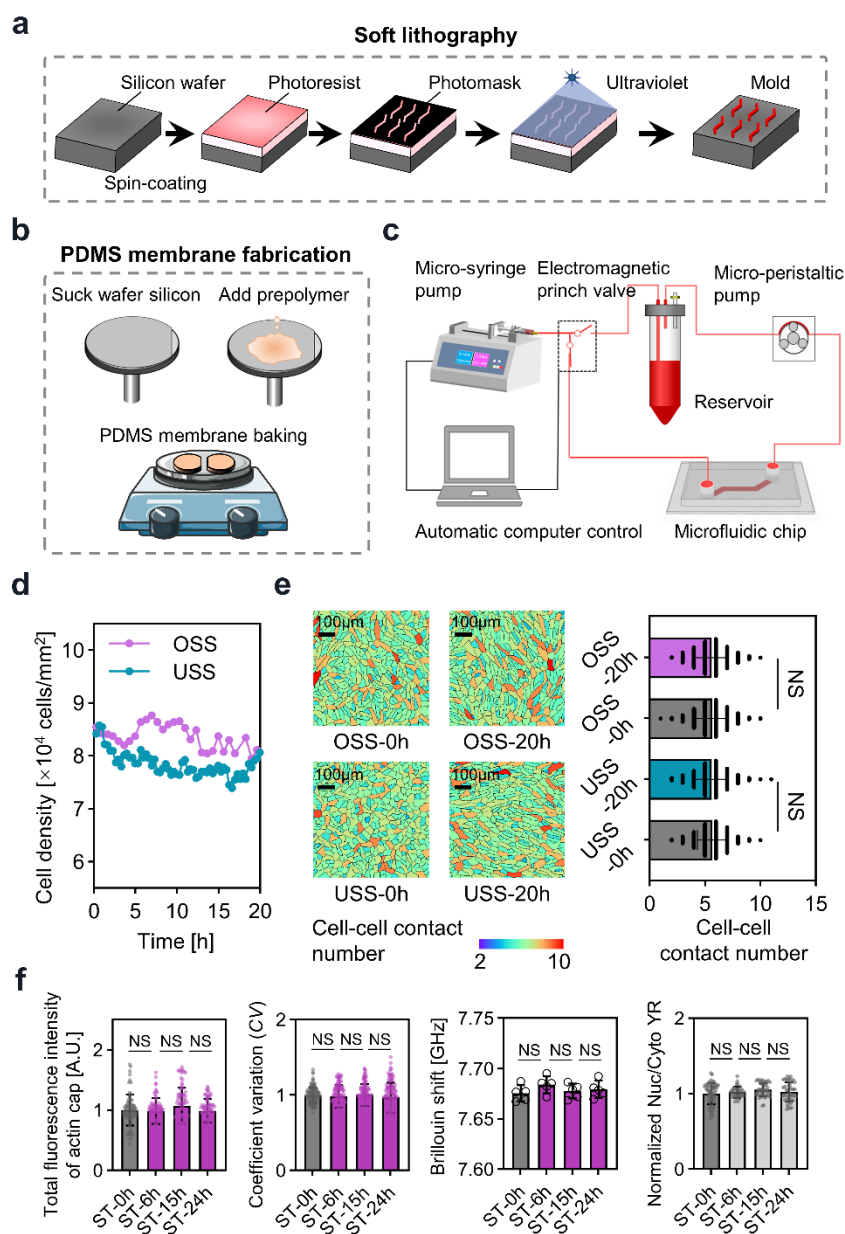 a
Soft lithography
Silicon wafer
Photoresist
Photomask
Ultraviolet
Mold
Spin-coating
b
PDMS membrane fabrication
Suck wafer silicon
Add prepolymer
PDMS membrane baking
c
Micro-syringe
pump
Electromagnetic
princh valve
Micro-peristaltic
pump
Reservoir
Automatic computer control
Microfluidic chip
d
OSS
USS
Cell density [×10⁴ cells/mm²]
10
9
8
7
6
0
5
10
15
20
Time [h]
e
100μm
100μm
OSS-0h
OSS-20h
100μm
100μm
USS-0h
USS-20h
Cell-cell contact
number
2
10
OSS
-20h
OSS
-0h
USS
-20h
USS
-0h
NS
NS
0
5
10
15
Cell-cell
contact number
f
Total fluorescence intensity
of actin cap [A.U.]
2
1
0
NS
NS
NS
ST-0h
ST-6h
ST-15h
ST-24h
Coefficient variation (CV)
2
1
0
NS
NS
NS
ST-0h
ST-6h
ST-15h
ST-24h
Brillouin shift [GHz]
7.75
7.70
7.65
7.60
NS
NS
NS
ST-0h
ST-6h
ST-15h
ST-24h
Normalized Nuc/Cyto YR
2
1
0
NS
NS
NS
ST-0h
ST-6h
ST-15h
ST-24h